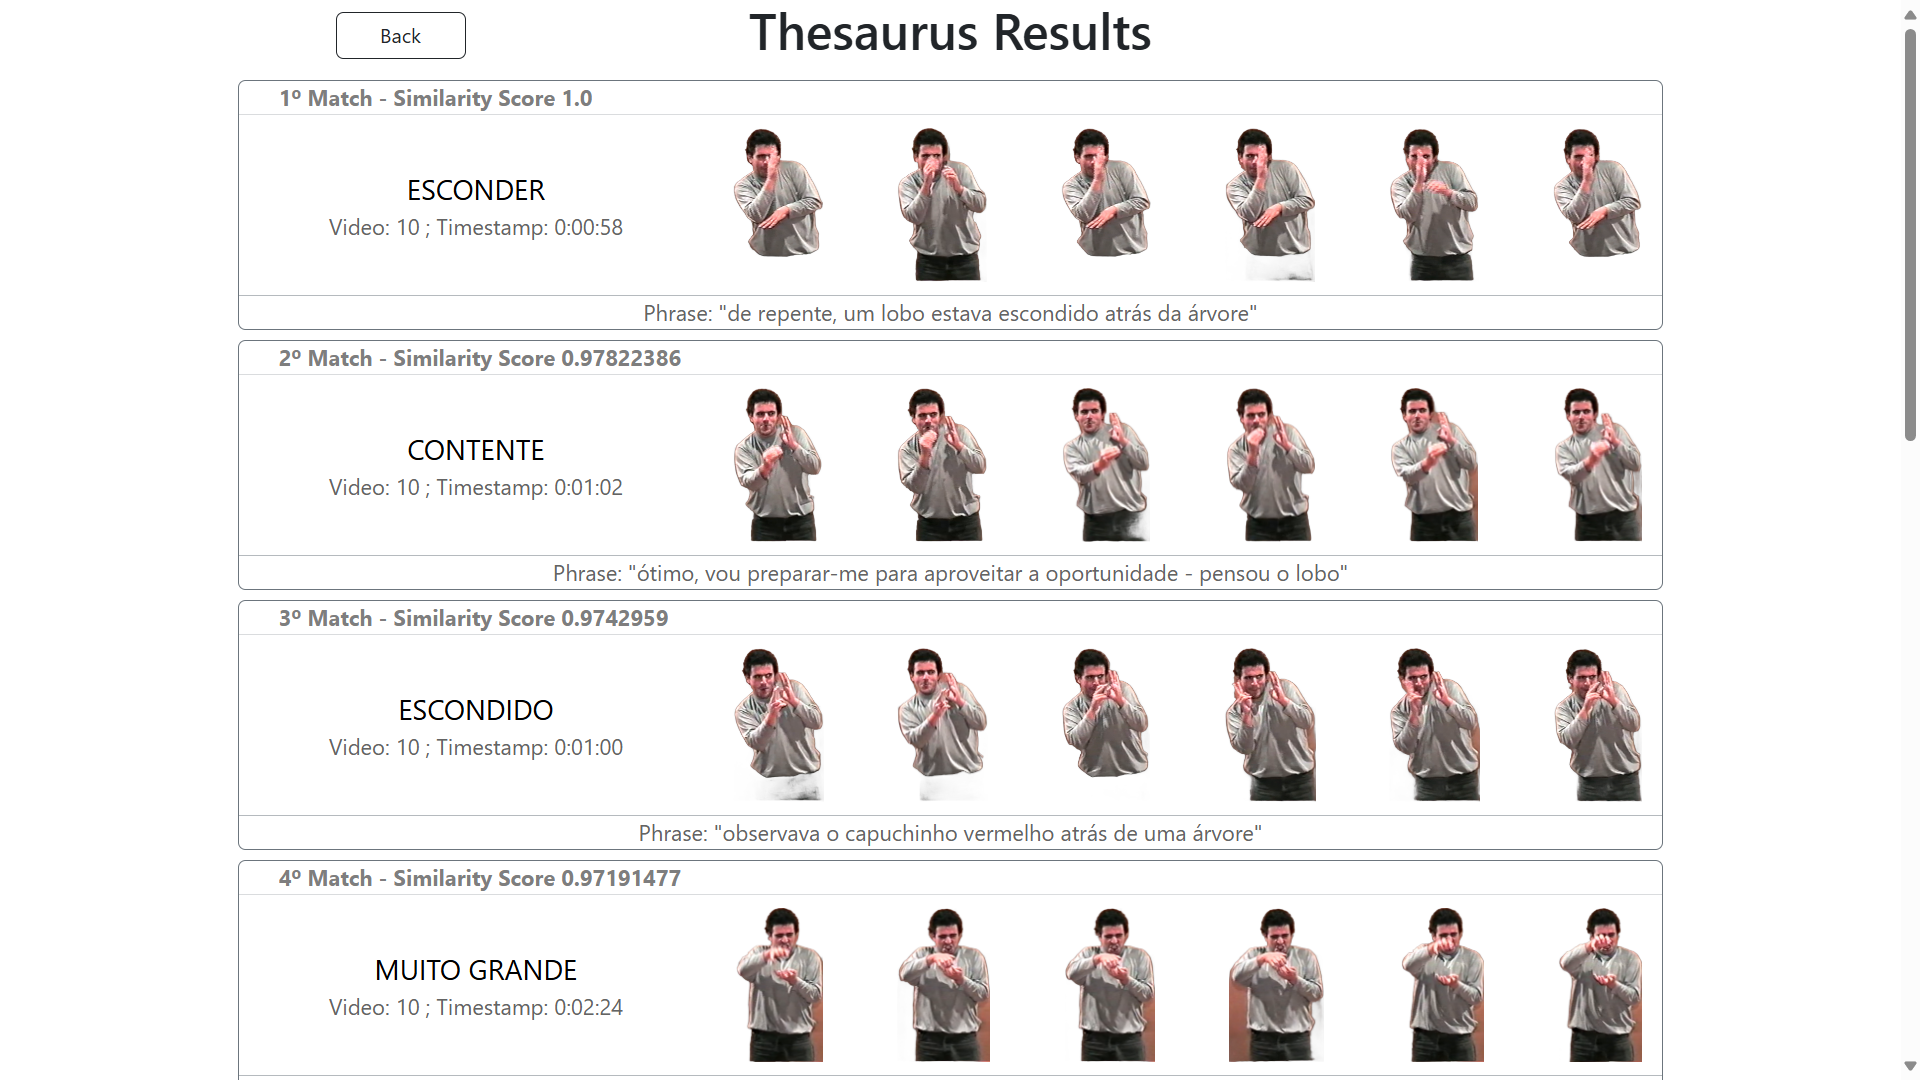 Back
Thesaurus Results
1º Match - Similarity Score 1.0
ESCONDER
Video: 10 ; Timestamp: 0:00:58
Phrase: "de repente, um lobo estava escondido atrás da árvore"
2º Match - Similarity Score 0.97822386
CONTENTE
Video: 10 ; Timestamp: 0:01:02
Phrase: "ótimo, vou preparar-me para aproveitar a oportunidade - pensou o lobo"
3º Match - Similarity Score 0.9742959
ESCONDIDO
Video: 10 ; Timestamp: 0:01:00
Phrase: "observava o capuchinho vermelho atrás de uma árvore"
4º Match - Similarity Score 0.97191477
MUITO GRANDE
Video: 10 ; Timestamp: 0:02:24